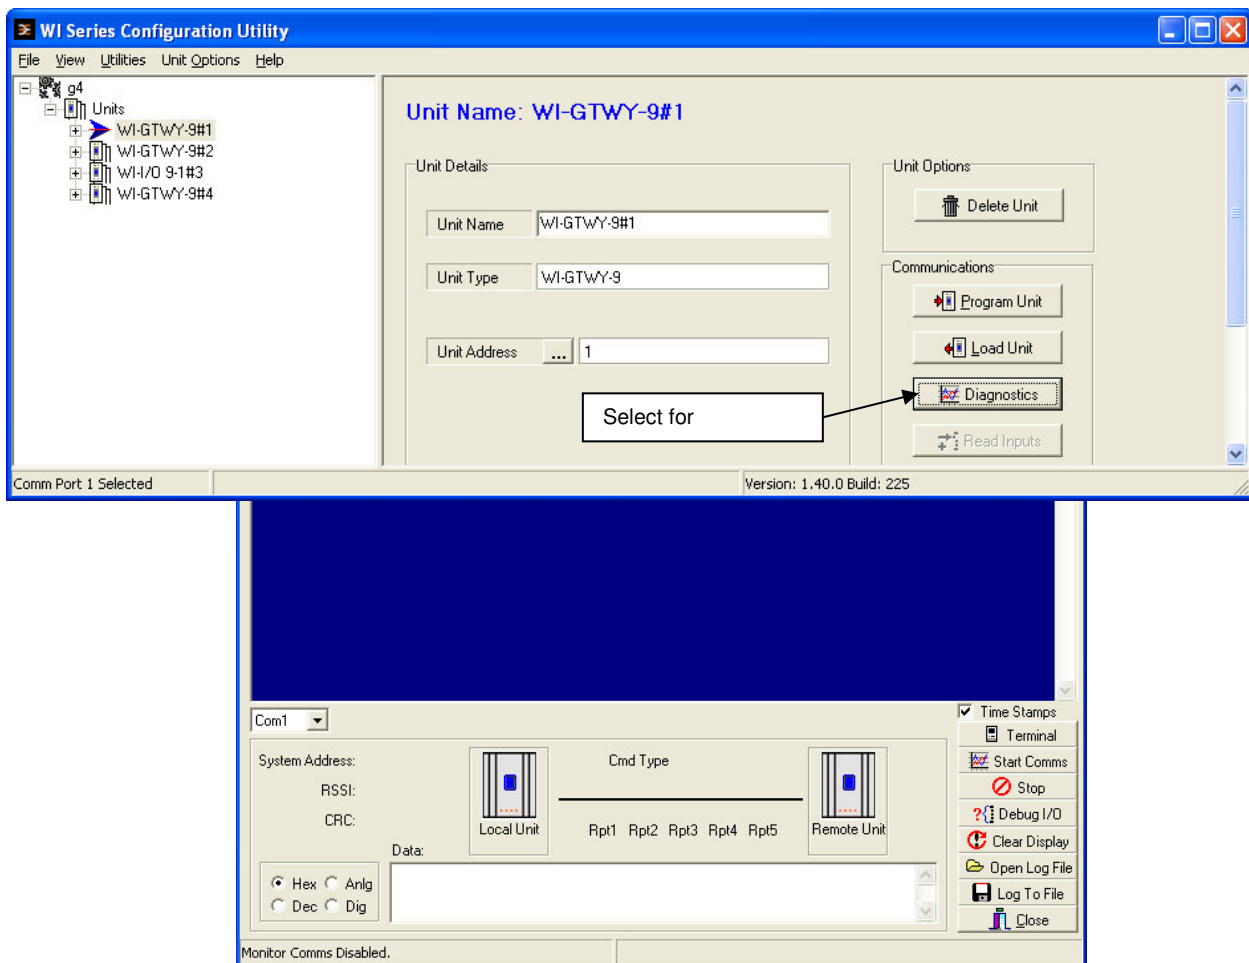 WI Series Configuration Utility
File View Utilities Unit Options Help
g4
Units
WI-GTWY-9#1
WI-GTWY-9#2
WI-I/O 9-1#3
WI-GTWY-9#4
Unit Name: WI-GTWY-9#1
Unit Details
Unit Name WI-GTWY-9#1
Unit Type WI-GTWY-9
Unit Address ... 1
Unit Options
Delete Unit
Communications
Program Unit
Load Unit
Diagnostics
Read Inputs
Select for
Comm Port 1 Selected
Version: 1.40.0 Build: 225
Com1
System Address:
RSSI:
CRC:
Local Unit
Cmd Type
Rpt1 Rpt2 Rpt3 Rpt4 Rpt5
Remote Unit
Data:
Hex Anlg
Dec Dig
Time Stamps
Terminal
Start Comms
Stop
?{ Debug I/O
Clear Display
Open Log File
Log To File
Close
Monitor Comms Disabled.